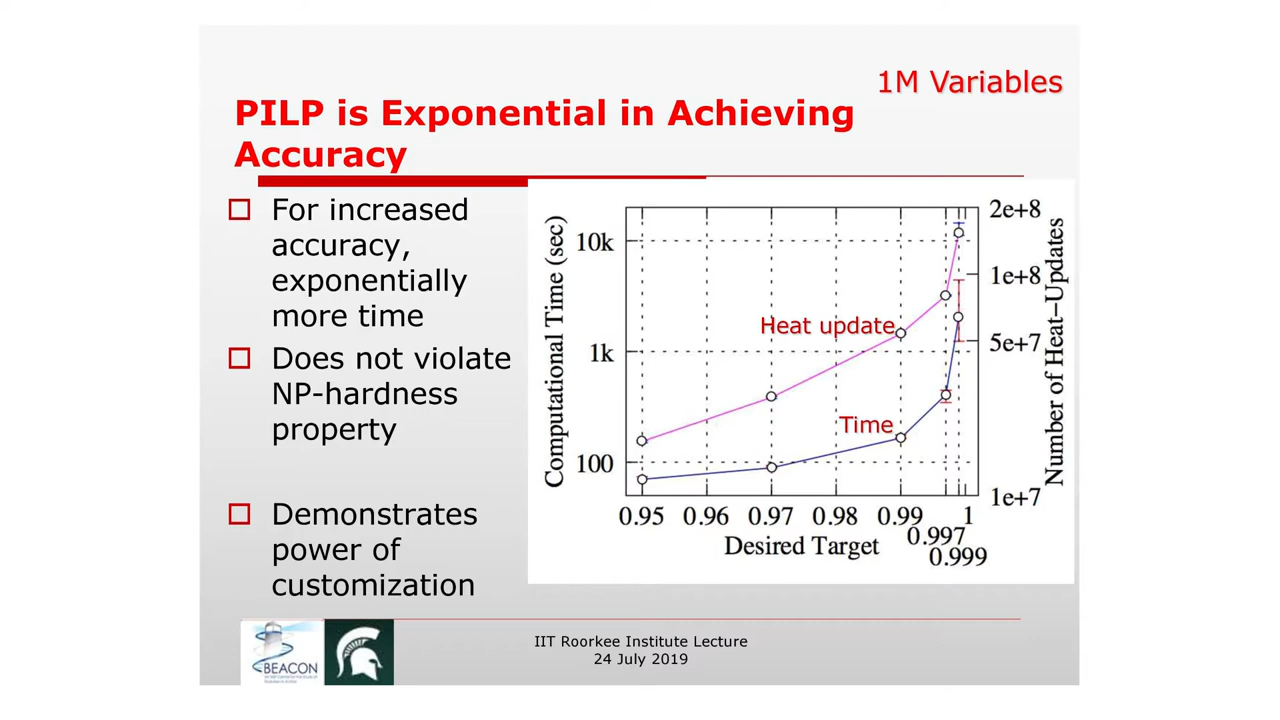 1M Variables
PILP is Exponential in Achieving
Accuracy
For increased
accuracy,
exponentially
more time
Does not violate
NP-hardness
property
Demonstrates
power of
customization
Computational Time (sec)
10k
1k
100
Heat update
Time
2e+8
1e+8
5e+7
1e+7
Number of Heat–Updates
0.95 0.96 0.97 0.98 0.99 1
0.997
0.999
Desired Target
BEACON
IIT Roorkee Institute Lecture
24 July 2019